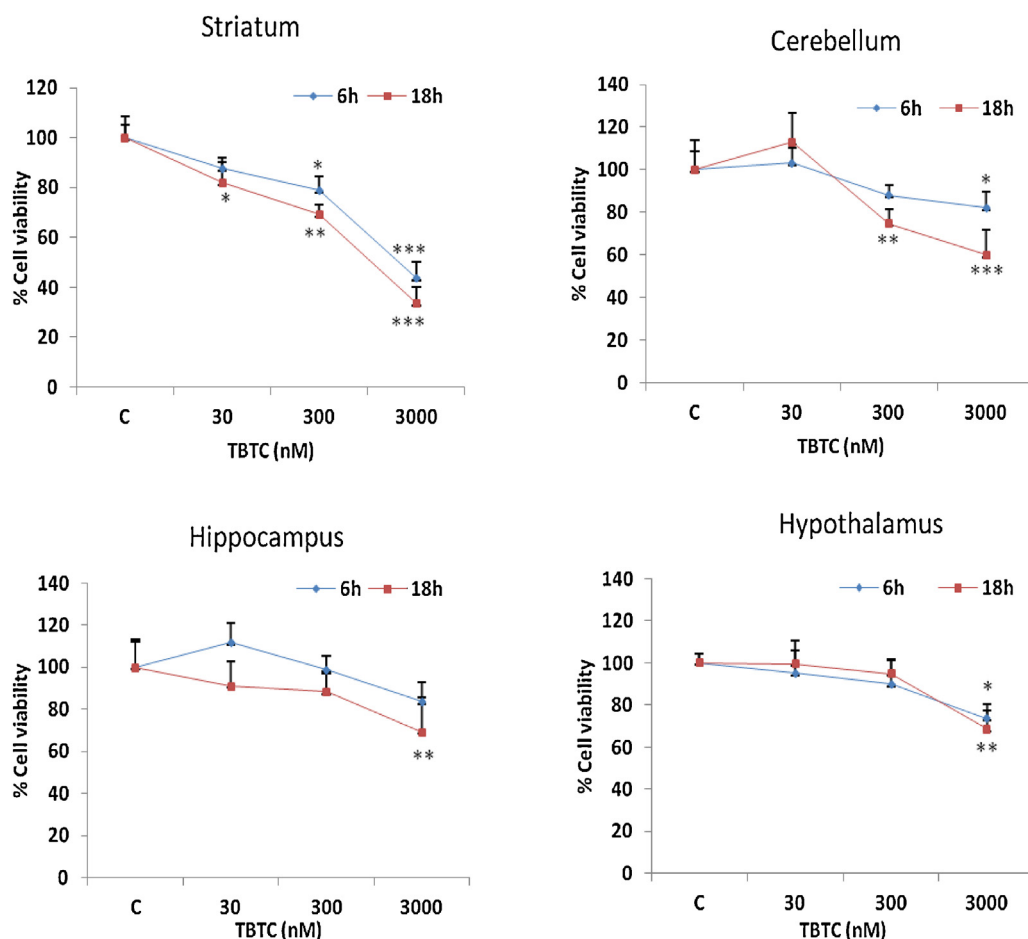 Striatum
6h 18h
120
100
80
60
40
20
0
% Cell viability
*
*
**
***
***
C 30 300 3000
TBTC (nM)
Cerebellum
6h 18h
140
120
100
80
60
40
20
0
% Cell viability
*
**
***
C 30 300 3000
TBTC (nM)
Hippocampus
6h 18h
140
120
100
80
60
40
20
0
% Cell viability
**
C 30 300 3000
TBTC (nM)
Hypothalamus
6h 18h
140
120
100
80
60
40
20
0
% Cell viability
*
**
C 30 300 3000
TBTC (nM)